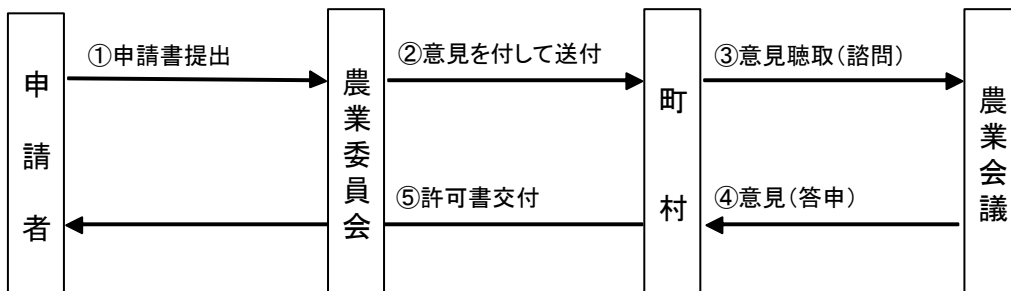 申請者
①申請書提出
農業委員会
②意見を付して送付
町村
③意見聴取(諮問)
農業会議
⑤許可書交付
④意見(答申)